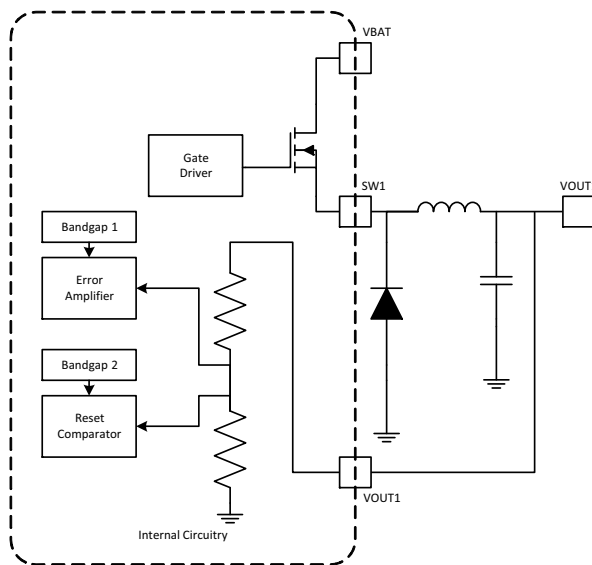 VBAT
Gate
Driver
SW1
VOUT
Bandgap 1
Error
Amplifier
Bandgap 2
Reset
Comparator
VOUT1
Internal Circuitry